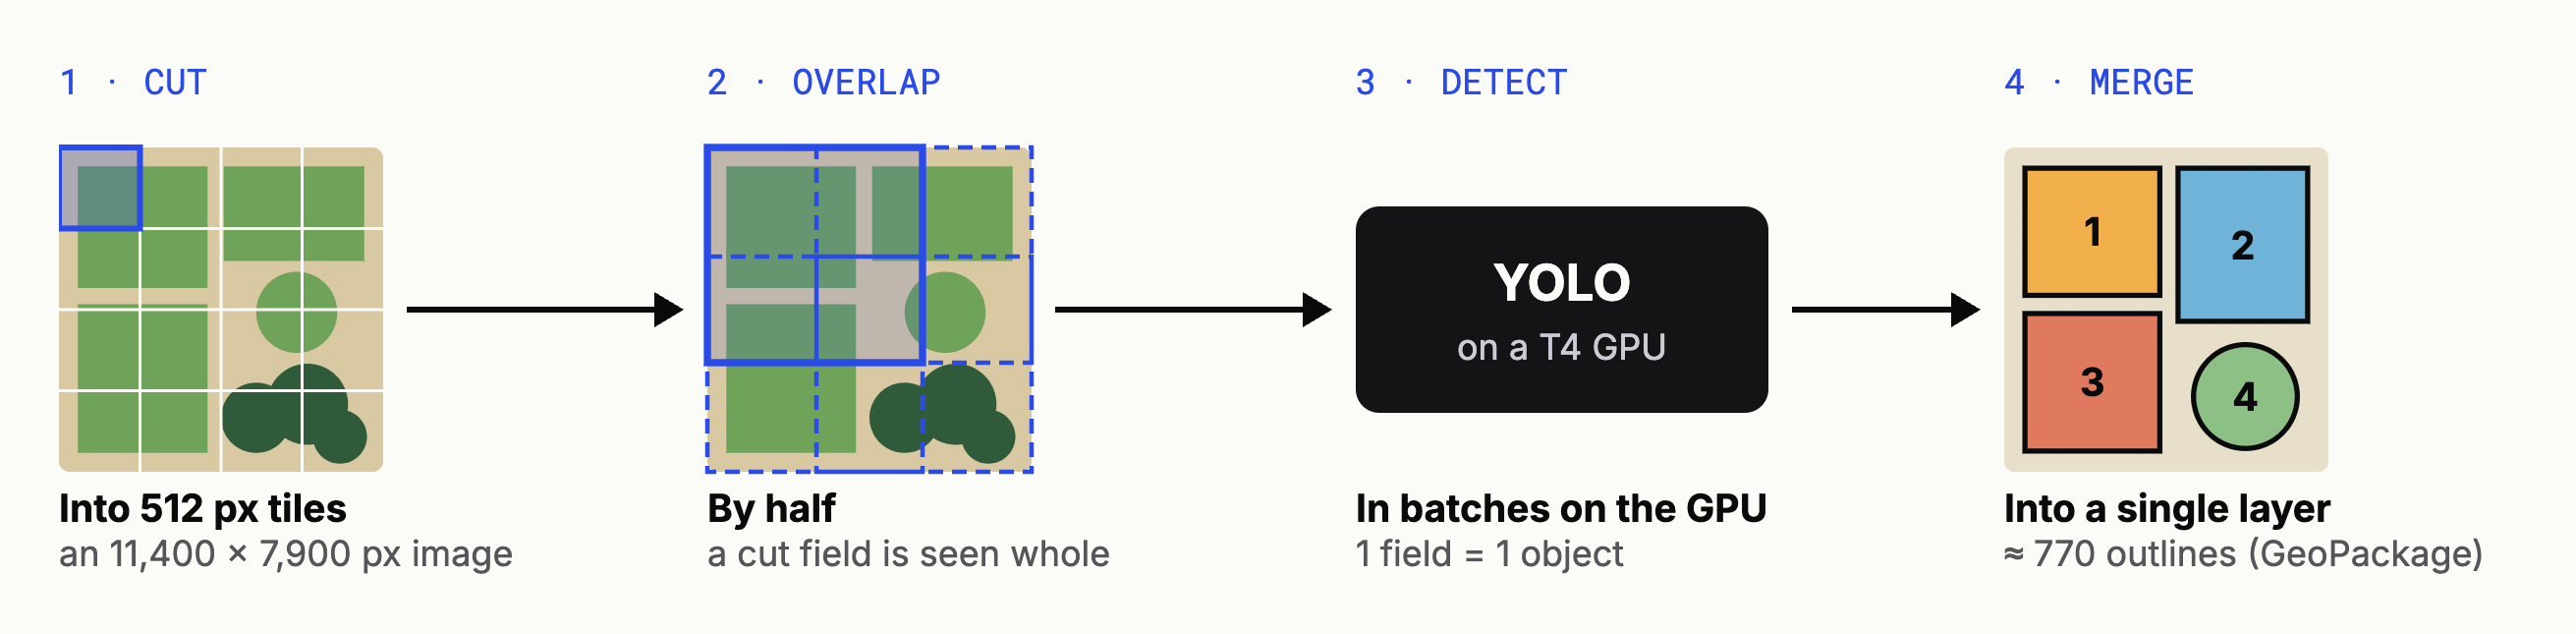 1 · CUT
Into 512 px tiles
an 11,400 × 7,900 px image
2 · OVERLAP
By half
a cut field is seen whole
3 · DETECT
YOLO
on a T4 GPU
In batches on the GPU
1 field = 1 object
4 · MERGE
1
2
3
4
Into a single layer
≈ 770 outlines (GeoPackage)